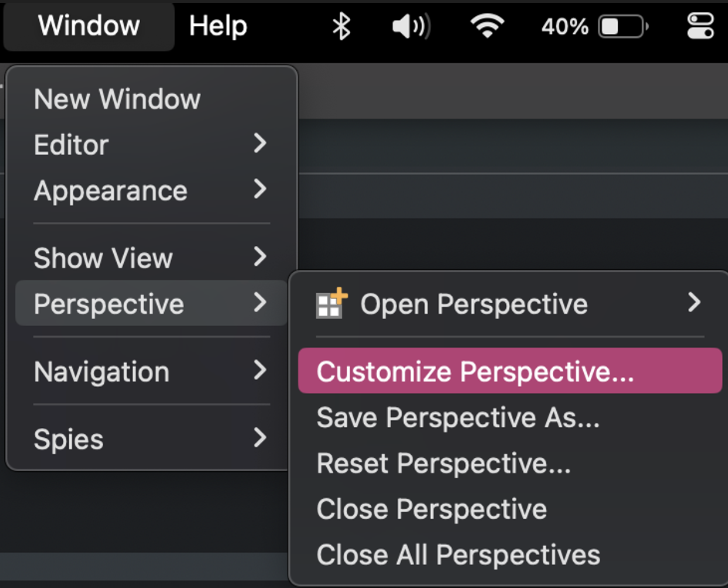 Window Help 40%
New Window
Editor
Appearance
Show View
Perspective
Navigation
Spies
Open Perspective
Customize Perspective...
Save Perspective As...
Reset Perspective...
Close Perspective
Close All Perspectives